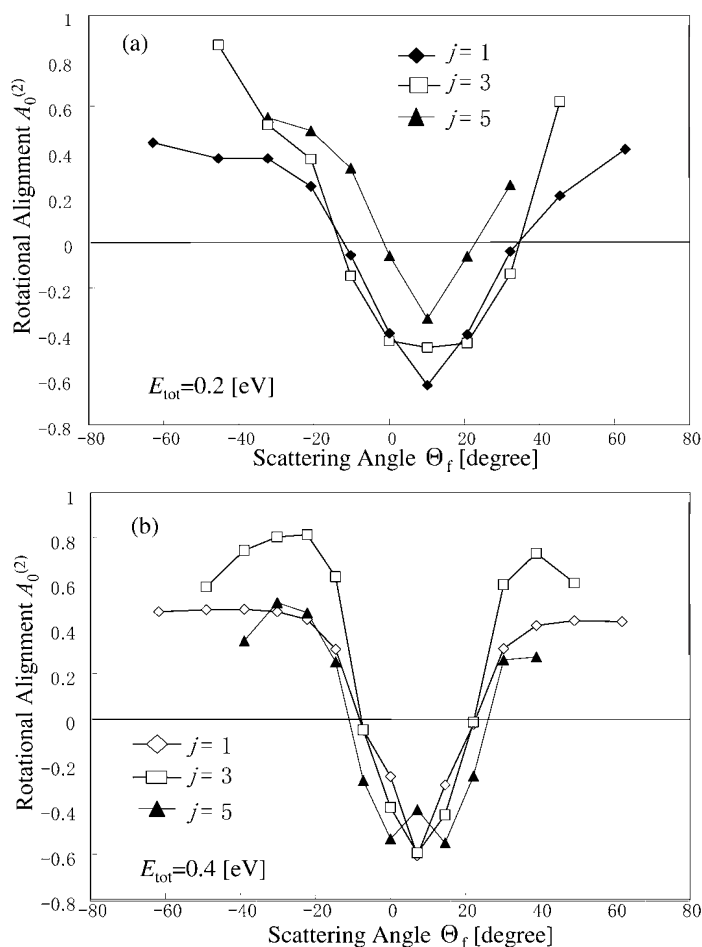 (a)
j= 1
j= 3
j= 5
Rotational Alignment A₀⁽²⁾
1
0.8
0.6
0.4
0.2
0
-0.2
-0.4
-0.6
-0.8
E_tot=0.2 [eV]
-80 -60 -40 -20 0 20 40 60 80
Scattering Angle Θ_f [degree]
(b)
Rotational Alignment A₀⁽²⁾
1
0.8
0.6
0.4
0.2
0
-0.2
-0.4
-0.6
-0.8
j= 1
j= 3
j= 5
E_tot=0.4 [eV]
-80 -60 -40 -20 0 20 40 60 80
Scattering Angle Θ_f [degree]